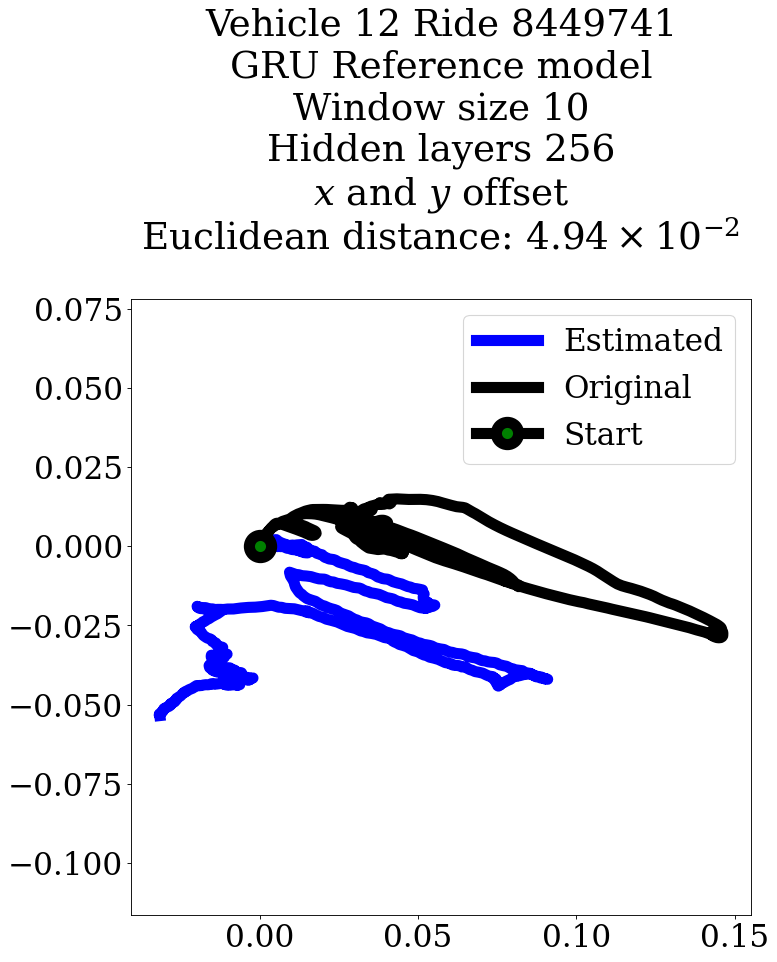 Vehicle 12 Ride 8449741
GRU Reference model
Window size 10
Hidden layers 256
x and y offset
Euclidean distance: 4.94 × 10⁻²
Estimated
Original
Start
0.075
0.050
0.025
0.000
−0.025
−0.050
−0.075
−0.100
0.00 0.05 0.10 0.15